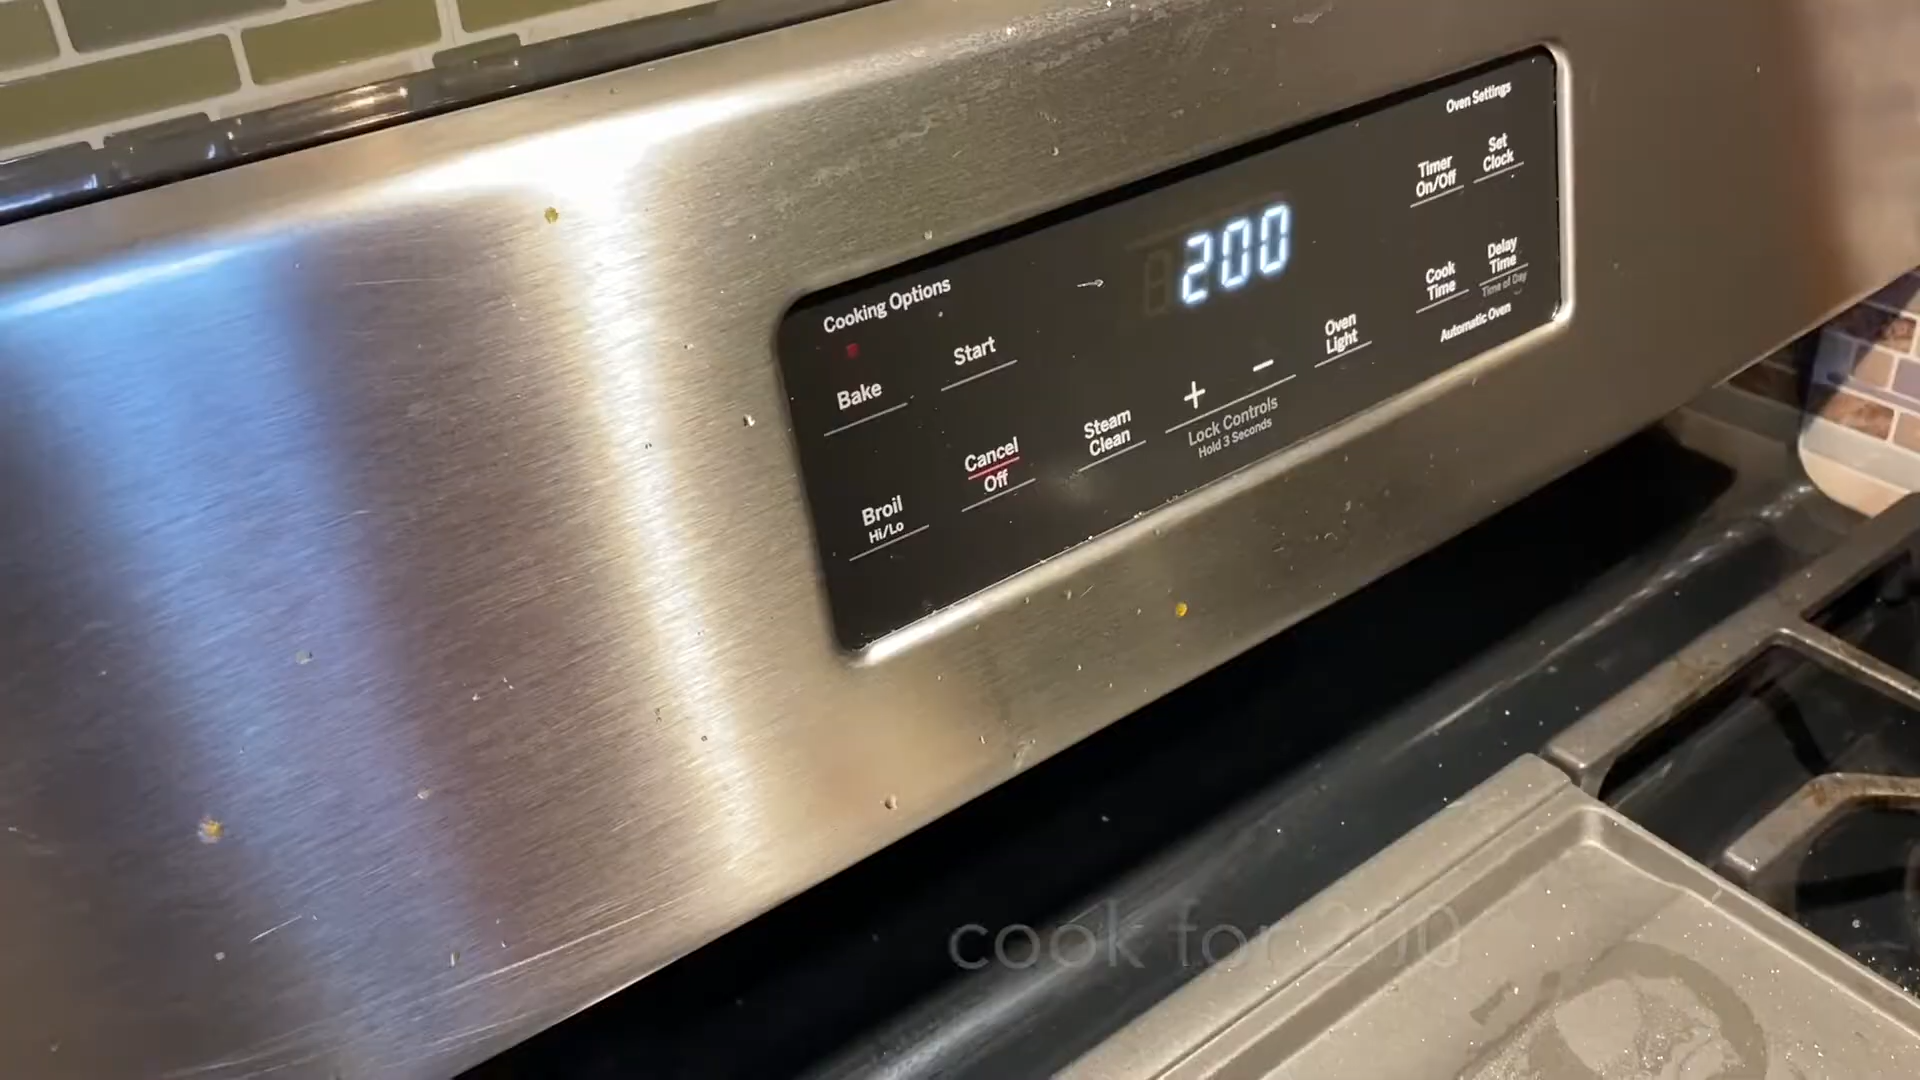 Oven Settings
Timer
On/Off
Set
Clock
200
Cooking Options
Bake
Start
Cook
Time
Delay
Time
Time of Day
Automatic Oven
Oven
Light
+ −
Lock Controls
Hold 3 Seconds
Steam
Clean
Cancel
Off
Broil
Hi/Lo
cook for 200